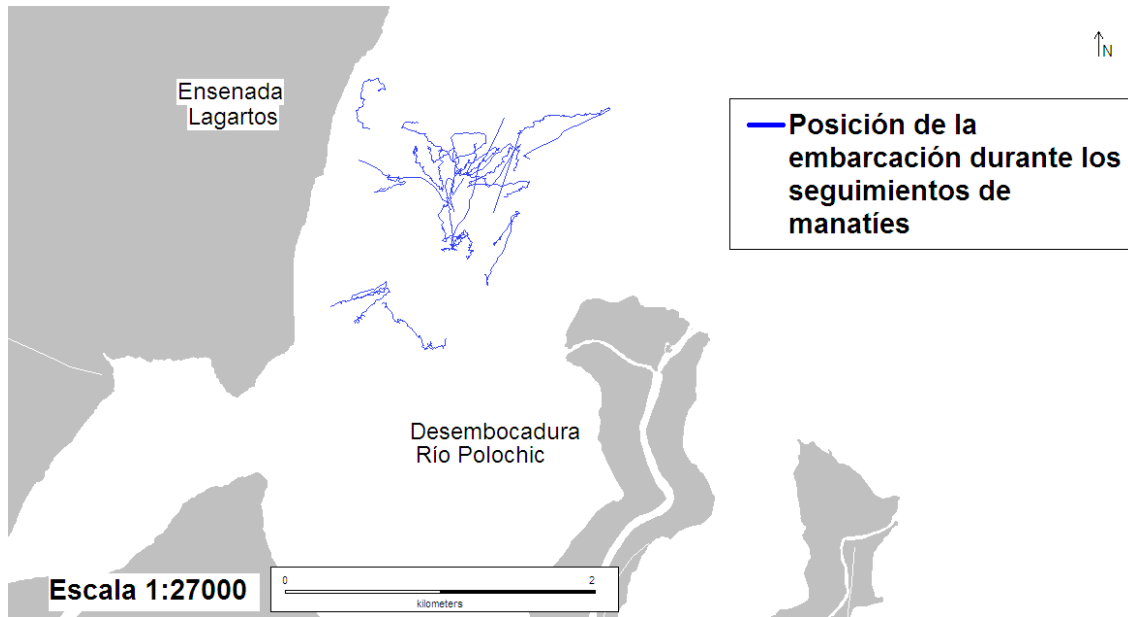 Ensenada
Lagartos
N
Posición de la
embarcación durante los
seguimientos de
manatíes
Desembocadura
Río Polochic
Escala 1:27000
0 2
kilometers